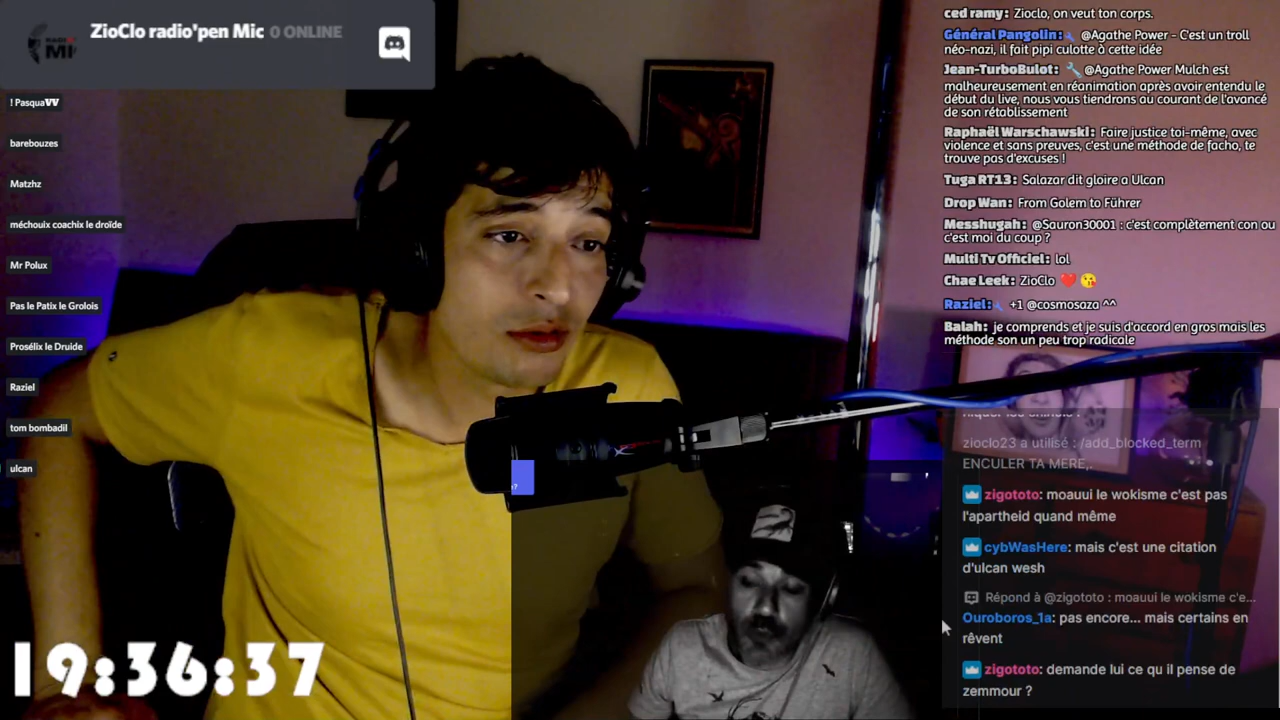 ZioClo radio'pen Mic 0 ONLINE
MI
! PasquaVV
barebouzes
Matzhz
méchouix coachix le droïde
Mr Polux
Pas le Patix le Grolois
Prosélix le Druide
Raziel
tom bombadil
ulcan
19:36:37
ced ramy: Zioclo, on veut ton corps.
Général Pangolin: @Agathe Power - C'est un troll
néo-nazi, il fait pipi culotte à cette idée
Jean-TurboBulot: @Agathe Power Mulch est
malheureusement en réanimation après avoir entendu le
début du live, nous vous tiendrons au courant de l'avancé
de son rétablissement
Raphaël Warschawski: Faire justice toi-même, avec
violence et sans preuves, c'est une méthode de facho, te
trouve pas d'excuses !
Tuga RT13: Salazar dit gloire a Ulcan
Drop Wan: From Golem to Führer
Messhugah: @Sauron30001 : c'est complètement con ou
c'est moi du coup ?
Multi Tv Officiel: lol
Chae Leek: ZioClo ❤️ 😘
Raziel: +1 @cosmosaza ^^
Balah: je comprends et je suis d'accord en gros mais les
méthode son un peu trop radicale
zioclo23 a utilisé : /add_blocked_term
ENCULER TA MERE,.
zigototo: moauui le wokisme c'est pas
l'apartheid quand même
cybWasHere: mais c'est une citation
d'ulcan wesh
Répond à @zigototo : moauui le wokisme c'e...
Ouroboros_1a: pas encore... mais certains en
rêvent
zigototo: demande lui ce qu il pense de
zemmour ?